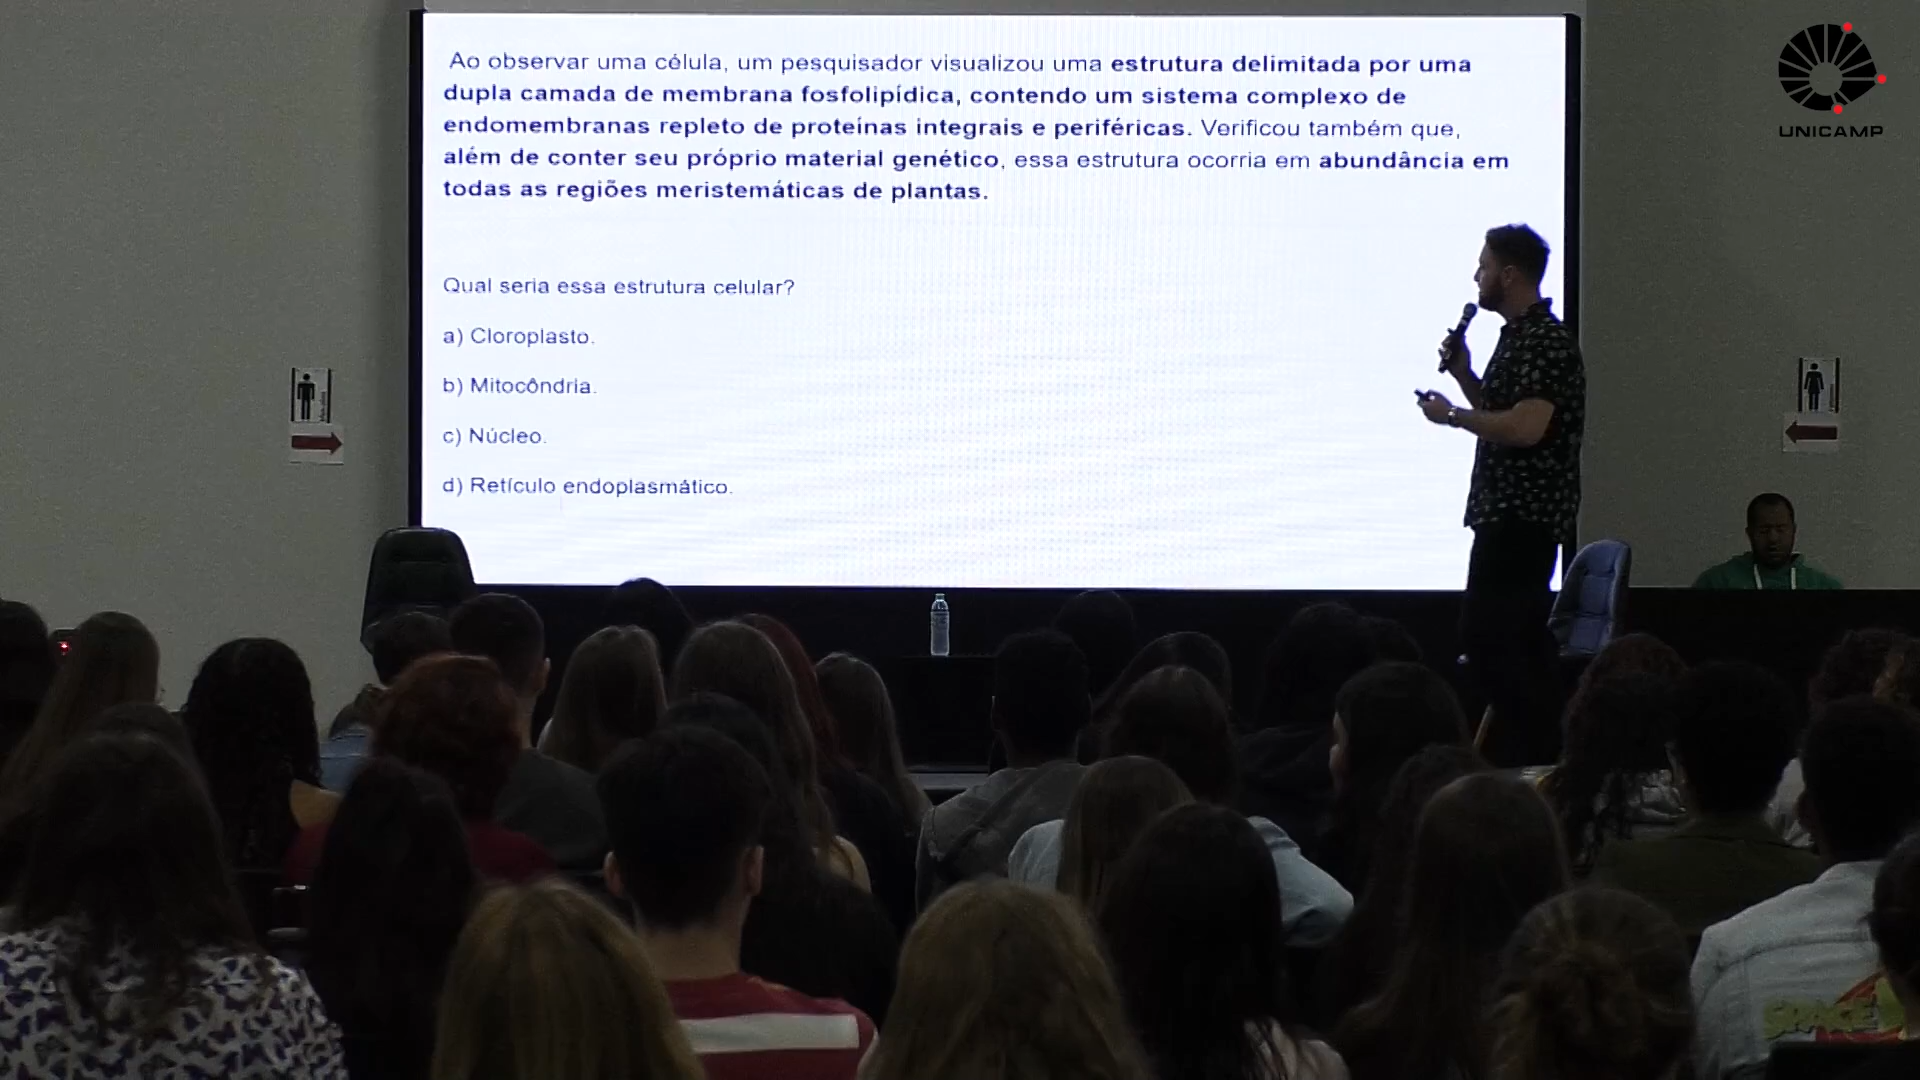 Ao observar uma célula, um pesquisador visualizou uma estrutura delimitada por uma
dupla camada de membrana fosfolipídica, contendo um sistema complexo de
endomembranas repleto de proteínas integrais e periféricas. Verificou também que,
além de conter seu próprio material genético, essa estrutura ocorria em abundância em
todas as regiões meristemáticas de plantas.
Qual seria essa estrutura celular?
a) Cloroplasto.
b) Mitocôndria.
c) Núcleo.
d) Retículo endoplasmático.
UNICAMP
SPACE